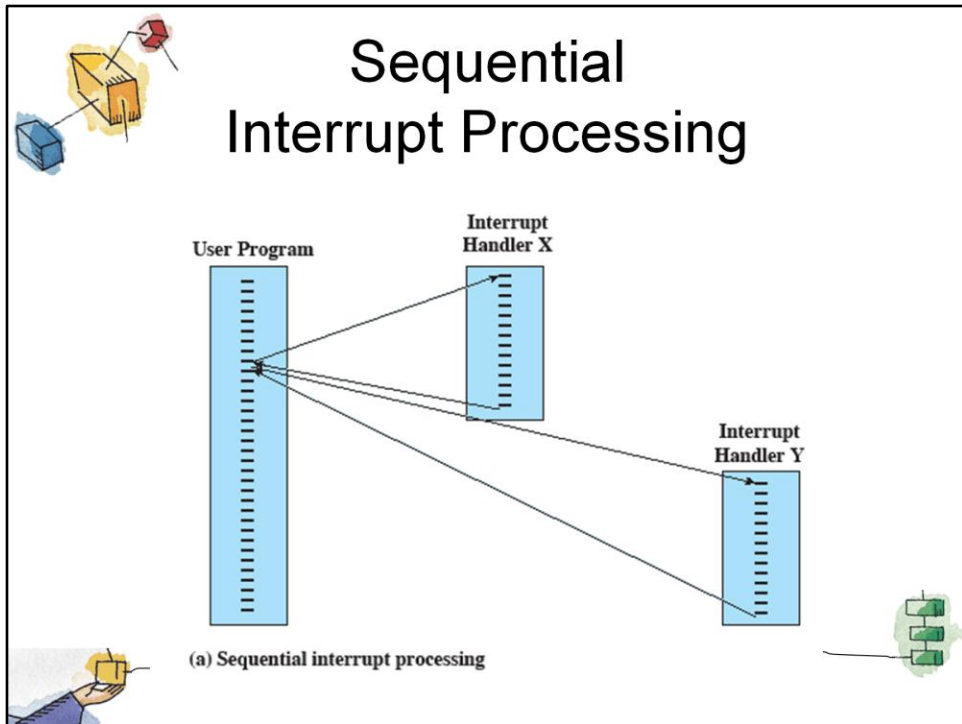 Sequential
Interrupt Processing
User Program
Interrupt
Handler X
Interrupt
Handler Y
(a) Sequential interrupt processing